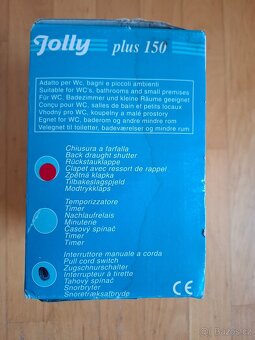 Jolly
plus 150
Adatto per Wc, bagni e piccoli ambienti
Suitable for WC's, bathrooms and small premises
Für WC, Badezimmer und kleine Räume geeignet
Conçu pour WC, salles de bain et petits locaux
Vhodný pro WC, koupelny a malé prostory
Egnet for WC, baderom og andre mindre rom
Velegnet til toiletter, badeværelser og mindre rum
Chiusura a farfalla
Back draught shutter
Rückstauklappe
Clapet avec ressort de rappel
Zpětná klapka
Tilbakeslagspjeld
Modtrykklaps
Temporizzatore
Timer
Nachlaufrelais
Minuterie
Časový spínač
Timer
Timer
Interruttore manuale a corda
Pull cord switch
Zugschnurschalter
Interrupteur à tirette
Tahový spínač
Snorbryter
Snoretræksafbryde
CE